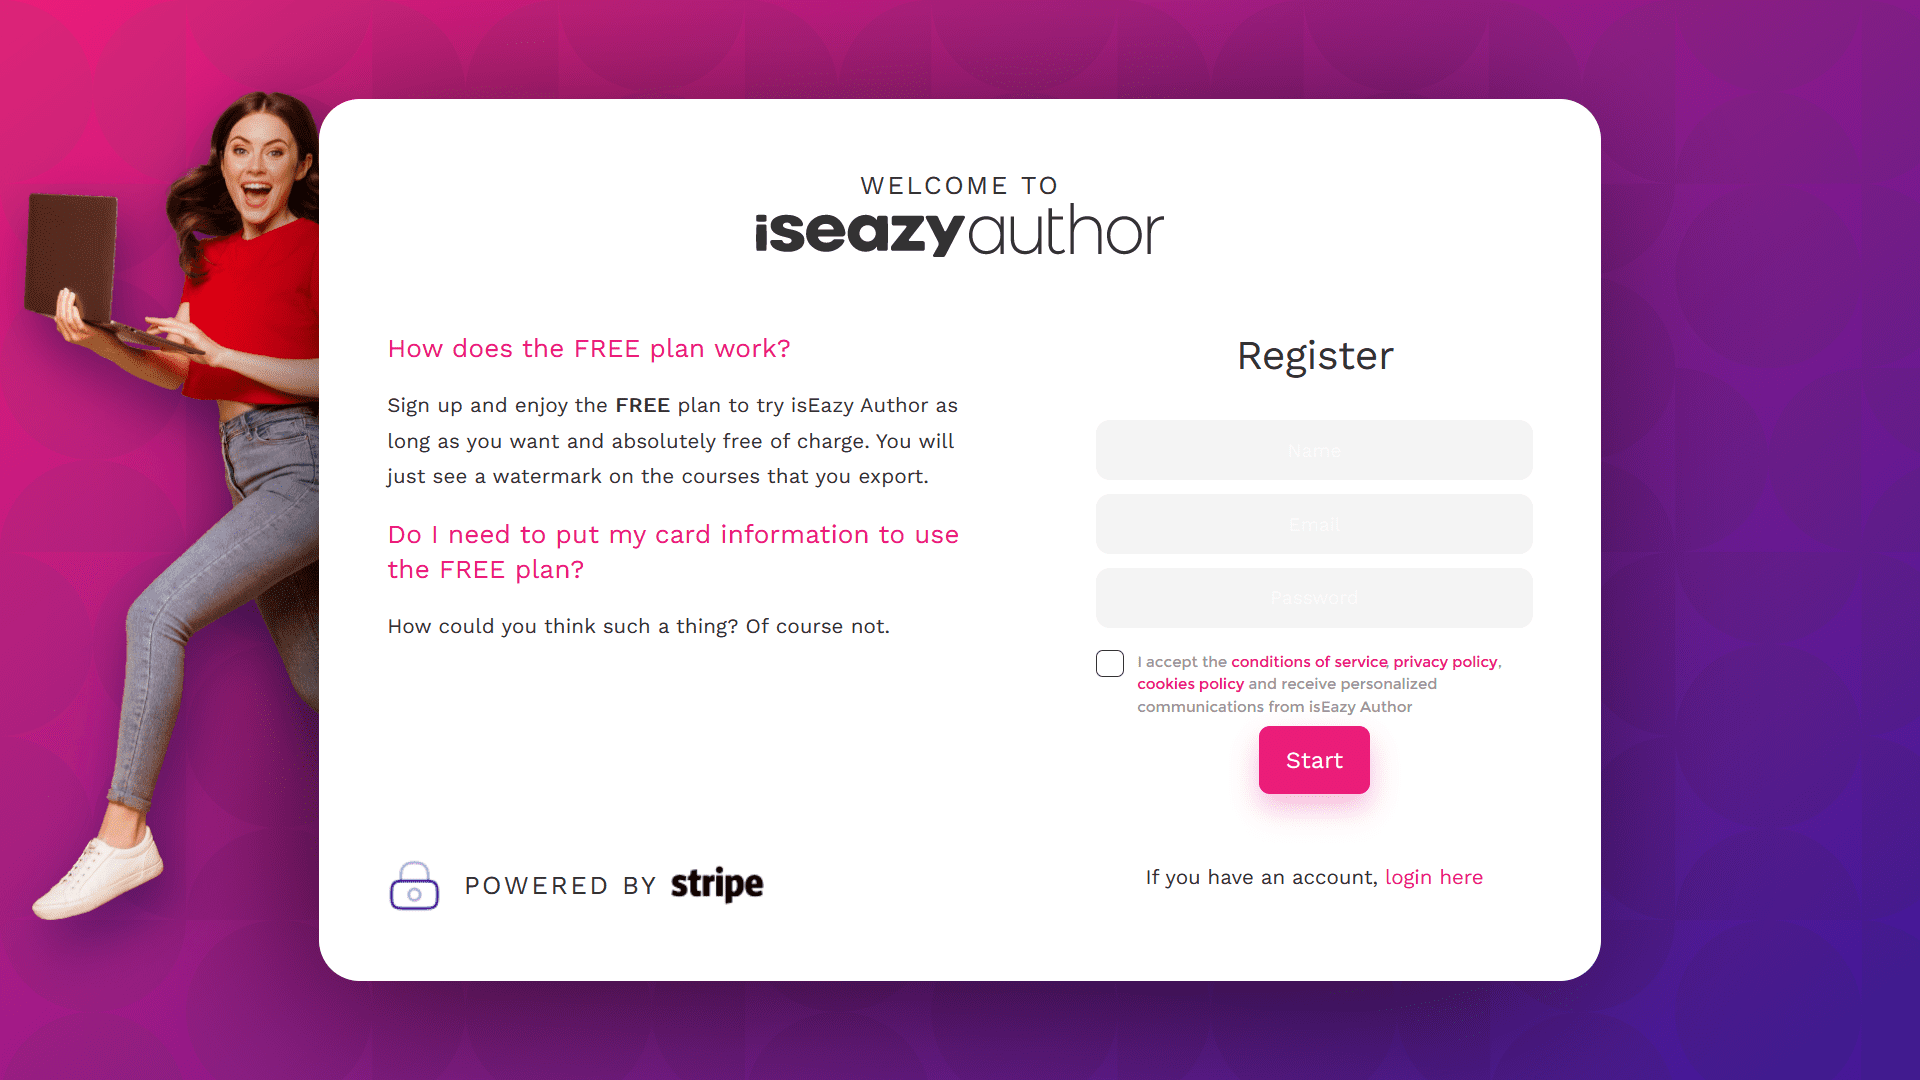 WELCOME TO
iseazyauthor
How does the FREE plan work?
Sign up and enjoy the FREE plan to try isEazy Author as
long as you want and absolutely free of charge. You will
just see a watermark on the courses that you export.
Do I need to put my card information to use
the FREE plan?
How could you think such a thing? Of course not.
POWERED BY stripe
Register
Name
Email
Password
I accept the conditions of service, privacy policy,
cookies policy and receive personalized
communications from isEazy Author
Start
If you have an account, login here